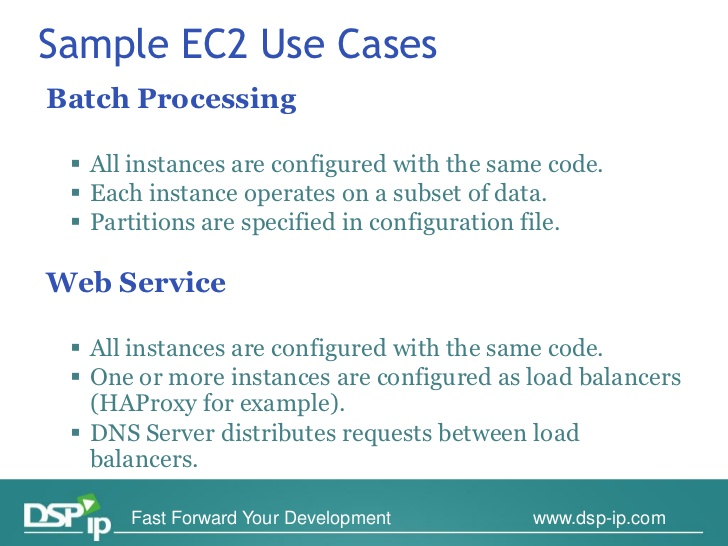 Sample EC2 Use Cases
Batch Processing
▪ All instances are configured with the same code.
▪ Each instance operates on a subset of data.
▪ Partitions are specified in configuration file.
Web Service
▪ All instances are configured with the same code.
▪ One or more instances are configured as load balancers
(HAProxy for example).
▪ DNS Server distributes requests between load
balancers.
DSP ip
Fast Forward Your Development
www.dsp-ip.com